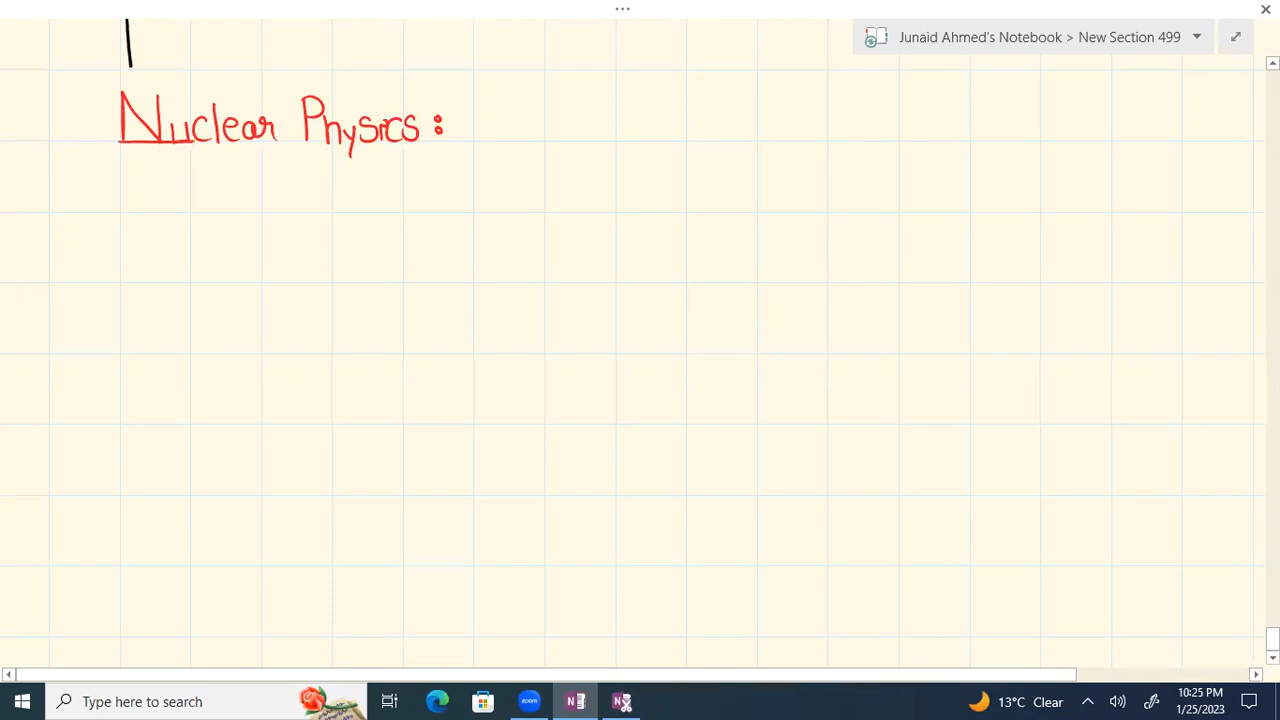 Junaid Ahmed's Notebook > New Section 499
Nuclear Physics:
Type here to search
zoom
13°C Clear
10:25 PM
1/25/2023